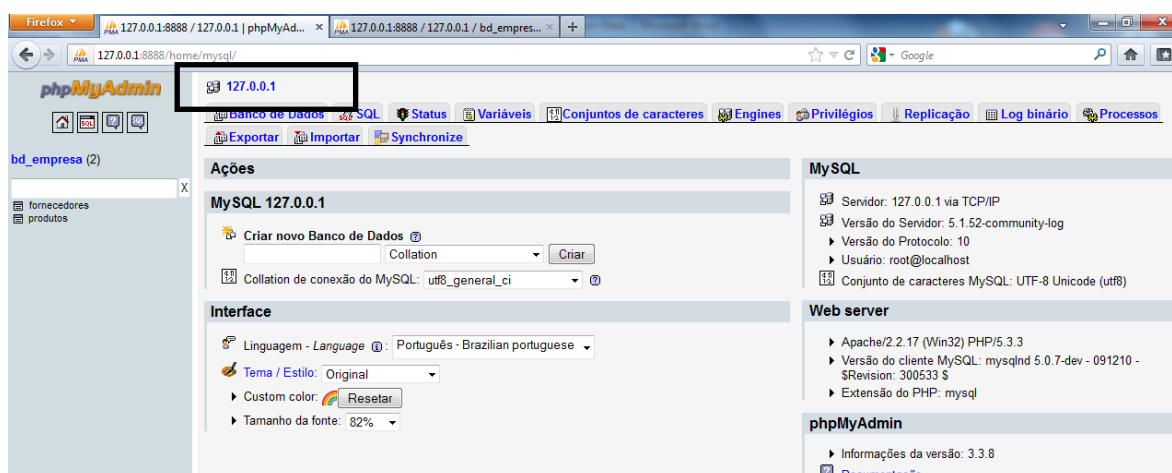 Firefox
127.0.0.1:8888 / 127.0.0.1 | phpMyAd... × 127.0.0.1:8888 / 127.0.0.1 / bd_empres... × +
127.0.0.1:8888/home/mysql/ Google
phpMyAdmin
127.0.0.1
Banco de Dados SQL Status Variáveis Conjuntos de caracteres Engines Privilégios Replicação Log binário Processos
Exportar Importar Synchronize
bd_empresa (2)
X
fornecedores
produtos
Ações
MySQL 127.0.0.1
Criar novo Banco de Dados
Collation Criar
Collation de conexão do MySQL: utf8_general_ci
Interface
Linguagem - Language : Português - Brazilian portuguese
Tema / Estilo: Original
Custom color: Resetar
Tamanho da fonte: 82%
MySQL
Servidor: 127.0.0.1 via TCP/IP
Versão do Servidor: 5.1.52-community-log
Versão do Protocolo: 10
Usuário: root@localhost
Conjunto de caracteres MySQL: UTF-8 Unicode (utf8)
Web server
Apache/2.2.17 (Win32) PHP/5.3.3
Versão do cliente MySQL: mysqlnd 5.0.7-dev - 091210 -
$Revision: 300533 $
Extensão do PHP: mysql
phpMyAdmin
Informações da versão: 3.3.8